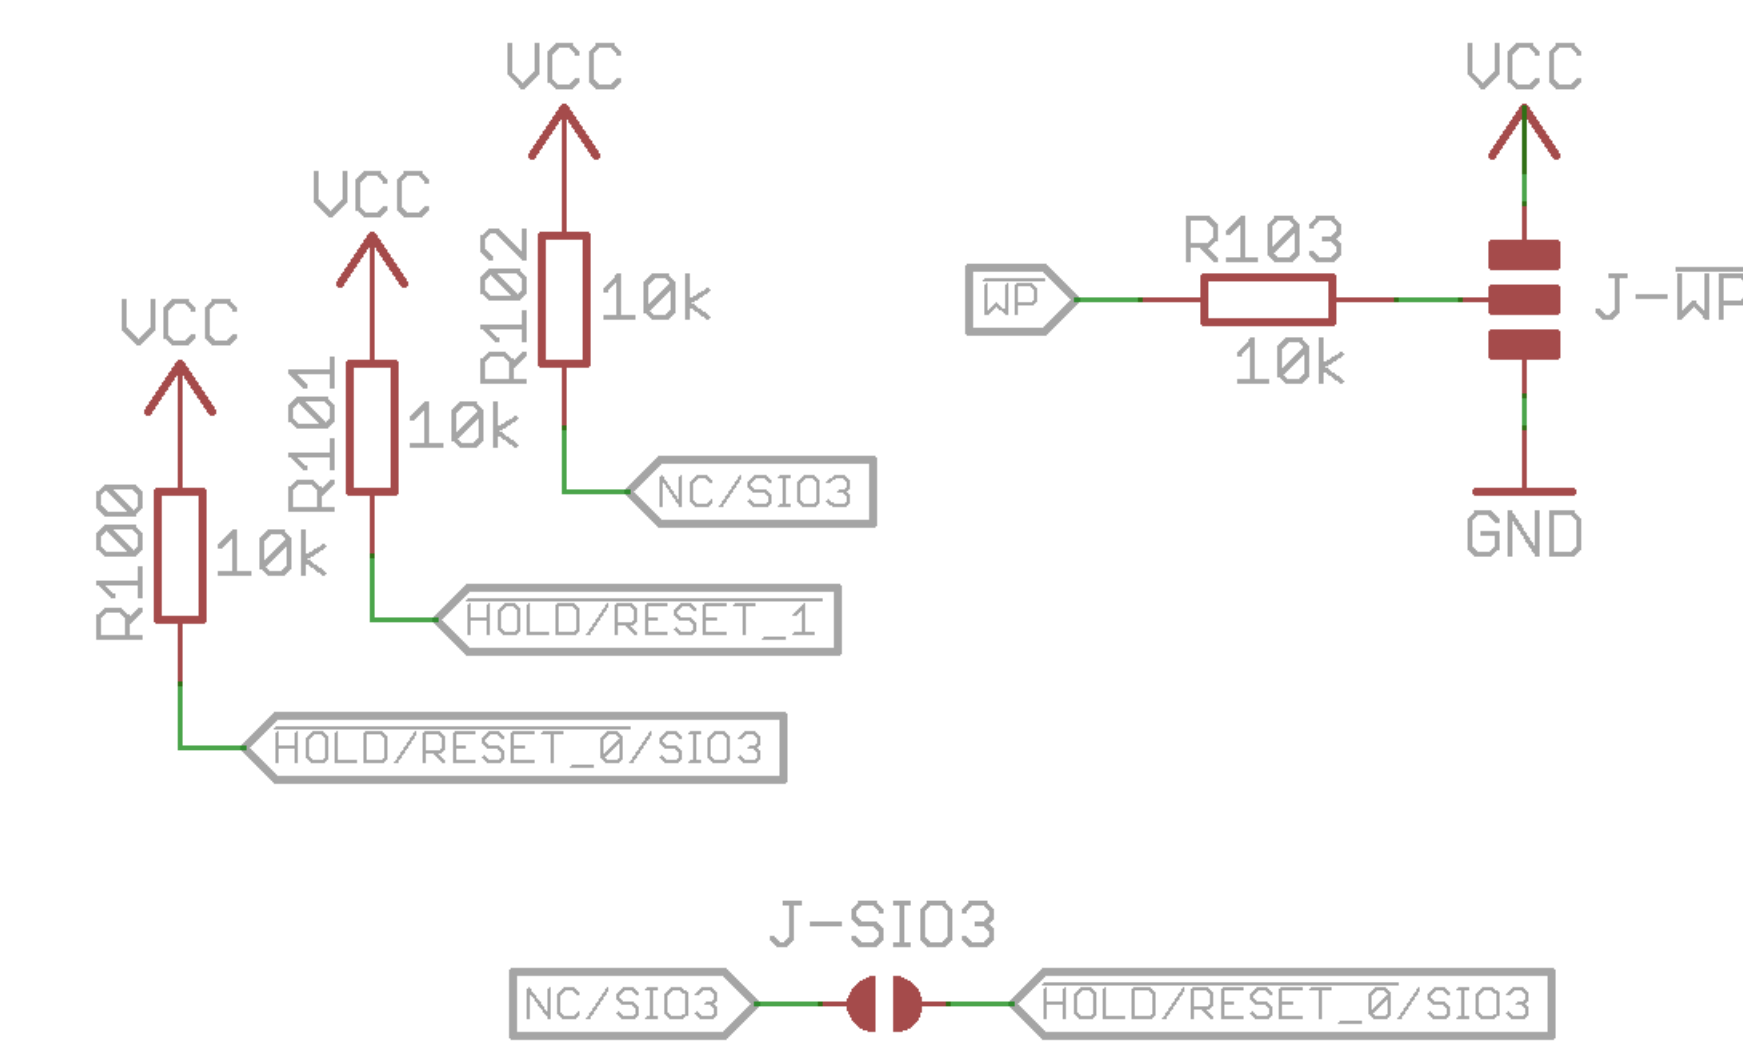 VCC
VCC
VCC
VCC
R100
10k
R101
10k
R102
10k
NC/SIO3
HOLD/RESET_1
HOLD/RESET_0/SIO3
WP
R103
10k
J-WP
GND
J-SIO3
NC/SIO3
HOLD/RESET_0/SIO3